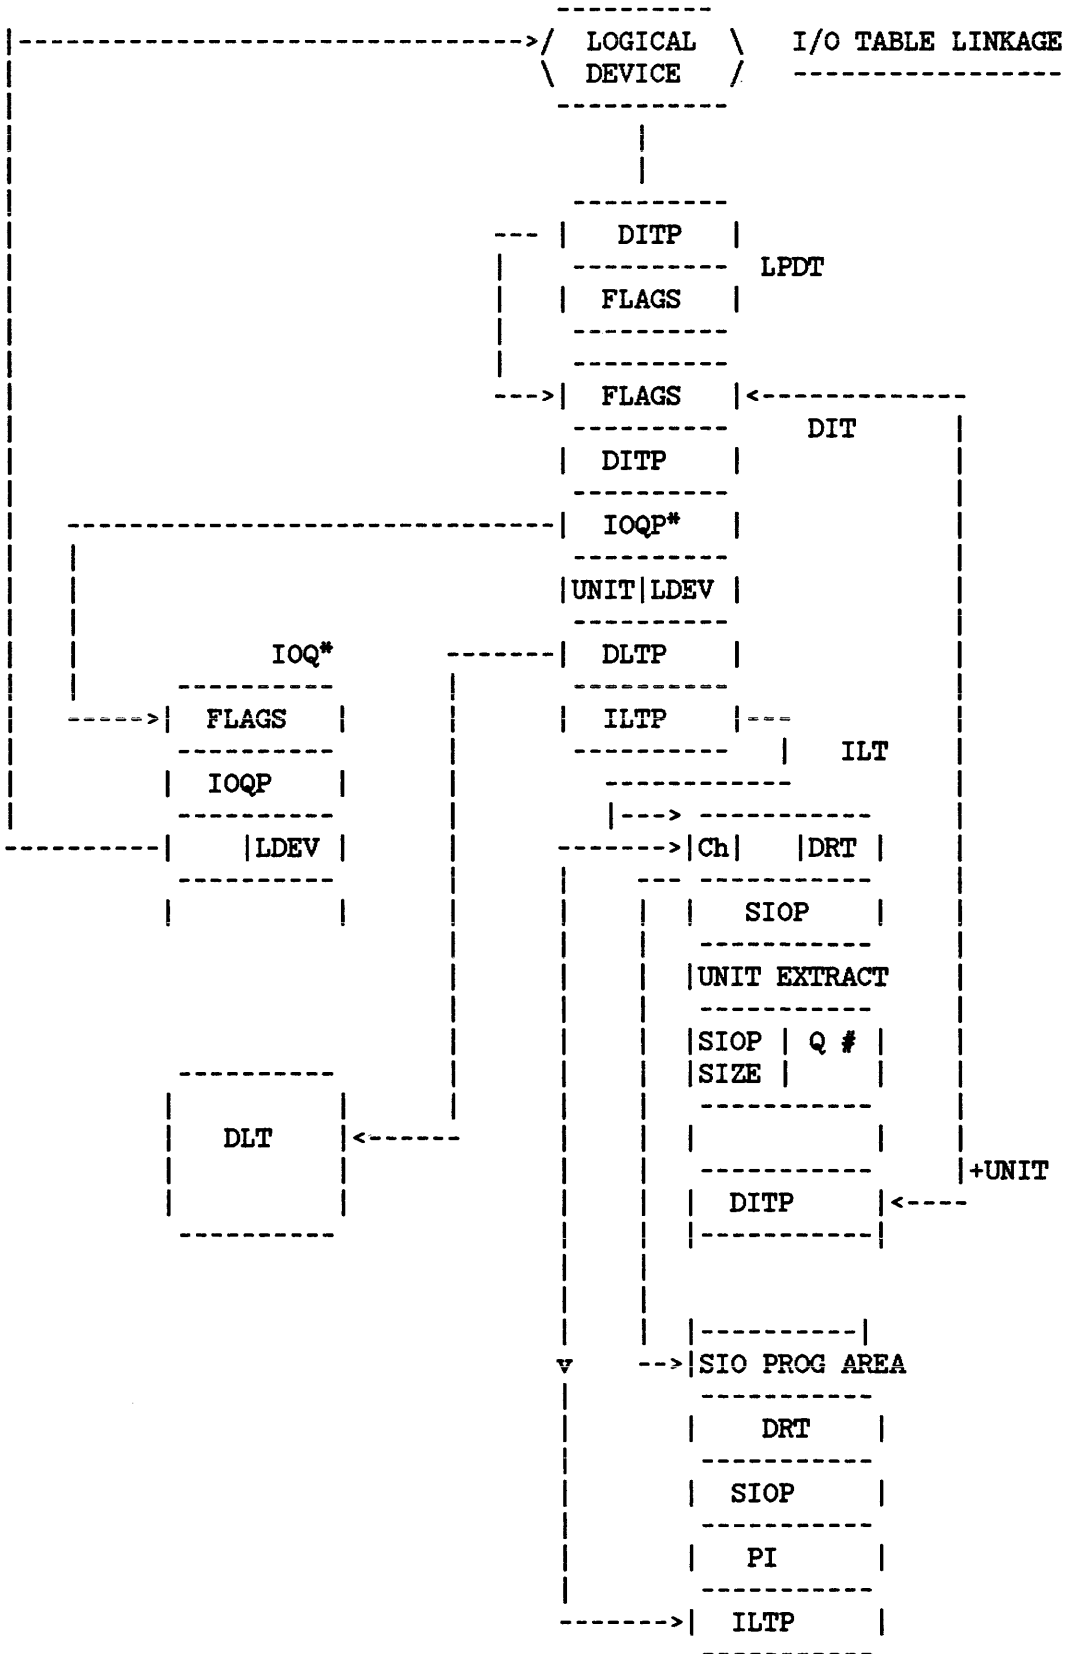 LOGICAL DEVICE
I/O TABLE LINKAGE
DITP
LPDT
FLAGS
FLAGS
DIT
DITP
IOQP*
UNIT|LDEV
IOQ*
DLTP
FLAGS
ILTP
ILT
IOQP
|LDEV
Ch| |DRT
SIOP
UNIT EXTRACT
SIOP SIZE | Q #
DLT
+UNIT
DITP
v
SIO PROG AREA
DRT
SIOP
PI
ILTP